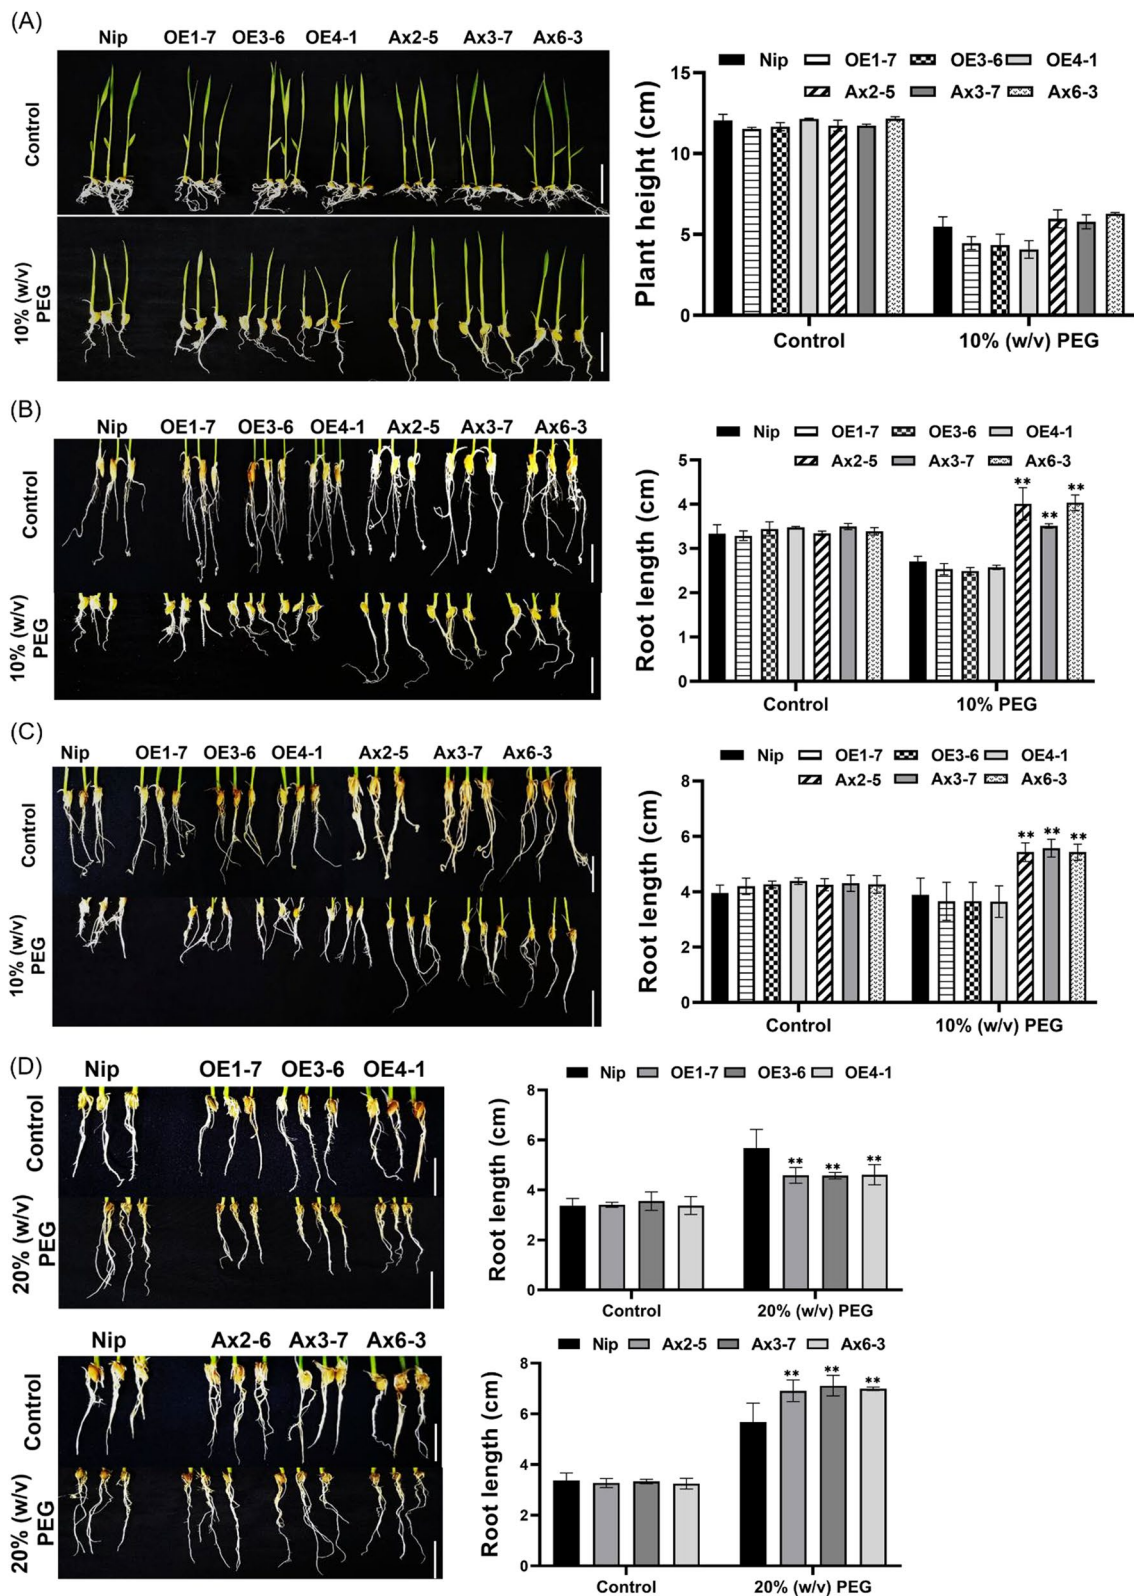 (A)
Nip OE1-7 OE3-6 OE4-1 Ax2-5 Ax3-7 Ax6-3
Control
10% (w/v)
PEG
Nip OE1-7 OE3-6 OE4-1
Ax2-5 Ax3-7 Ax6-3
Plant height (cm)
15
10
5
0
Control 10% (w/v) PEG
(B)
Nip OE1-7 OE3-6 OE4-1 Ax2-5 Ax3-7 Ax6-3
Control
10% (w/v)
PEG
Nip OE1-7 OE3-6 OE4-1
Ax2-5 Ax3-7 Ax6-3
Root length (cm)
5
4
3
2
1
0
** ** **
Control 10% PEG
(C)
Nip OE1-7 OE3-6 OE4-1 Ax2-5 Ax3-7 Ax6-3
Control
10% (w/v)
PEG
Nip OE1-7 OE3-6 OE4-1
Ax2-5 Ax3-7 Ax6-3
Root length (cm)
8
6
4
2
0
** ** **
Control 10% (w/v) PEG
(D)
Nip OE1-7 OE3-6 OE4-1
Control
20% (w/v)
PEG
Nip OE1-7 OE3-6 OE4-1
Root length (cm)
8
6
4
2
0
** ** **
Control 20% (w/v) PEG
Nip Ax2-6 Ax3-7 Ax6-3
Control
20% (w/v)
PEG
Nip Ax2-5 Ax3-7 Ax6-3
Root length (cm)
8
6
4
2
0
** ** **
Control 20% (w/v) PEG